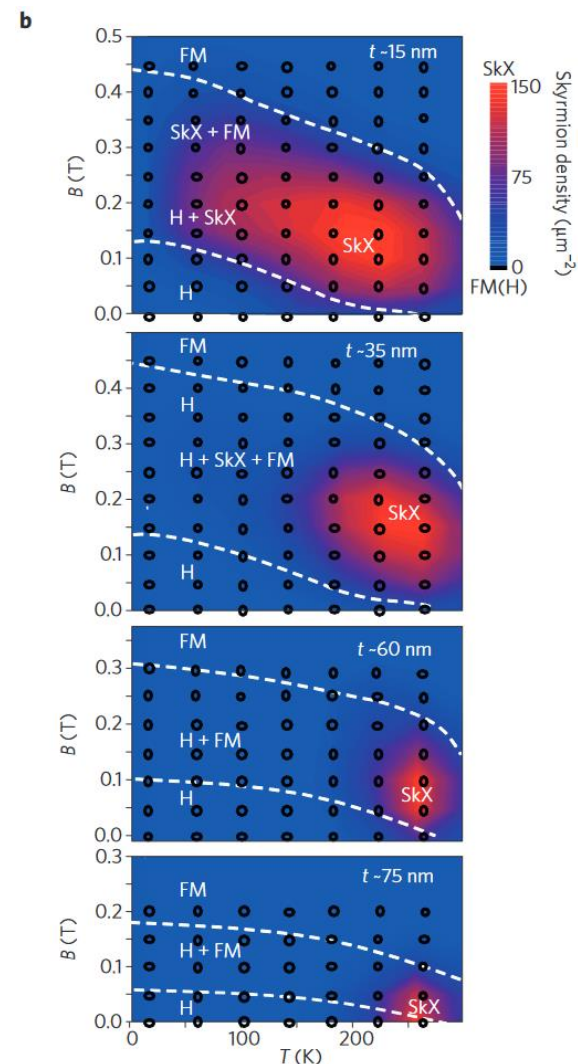 b
0.5
0.4
0.3
0.2
0.1
0.0
B (T)
FM
t ~15 nm
SkX + FM
H + SkX
SkX
H
SkX
150
75
0
FM(H)
Skyrmion density (μm⁻²)
0.4
0.3
0.2
0.1
0.0
B (T)
FM
t ~35 nm
H
H + SkX + FM
SkX
H
0.3
0.2
0.1
0.0
B (T)
FM
t ~60 nm
H + FM
SkX
H
0.3
0.2
0.1
0.0
B (T)
t ~75 nm
FM
H + FM
H
SkX
0
100
200
T (K)